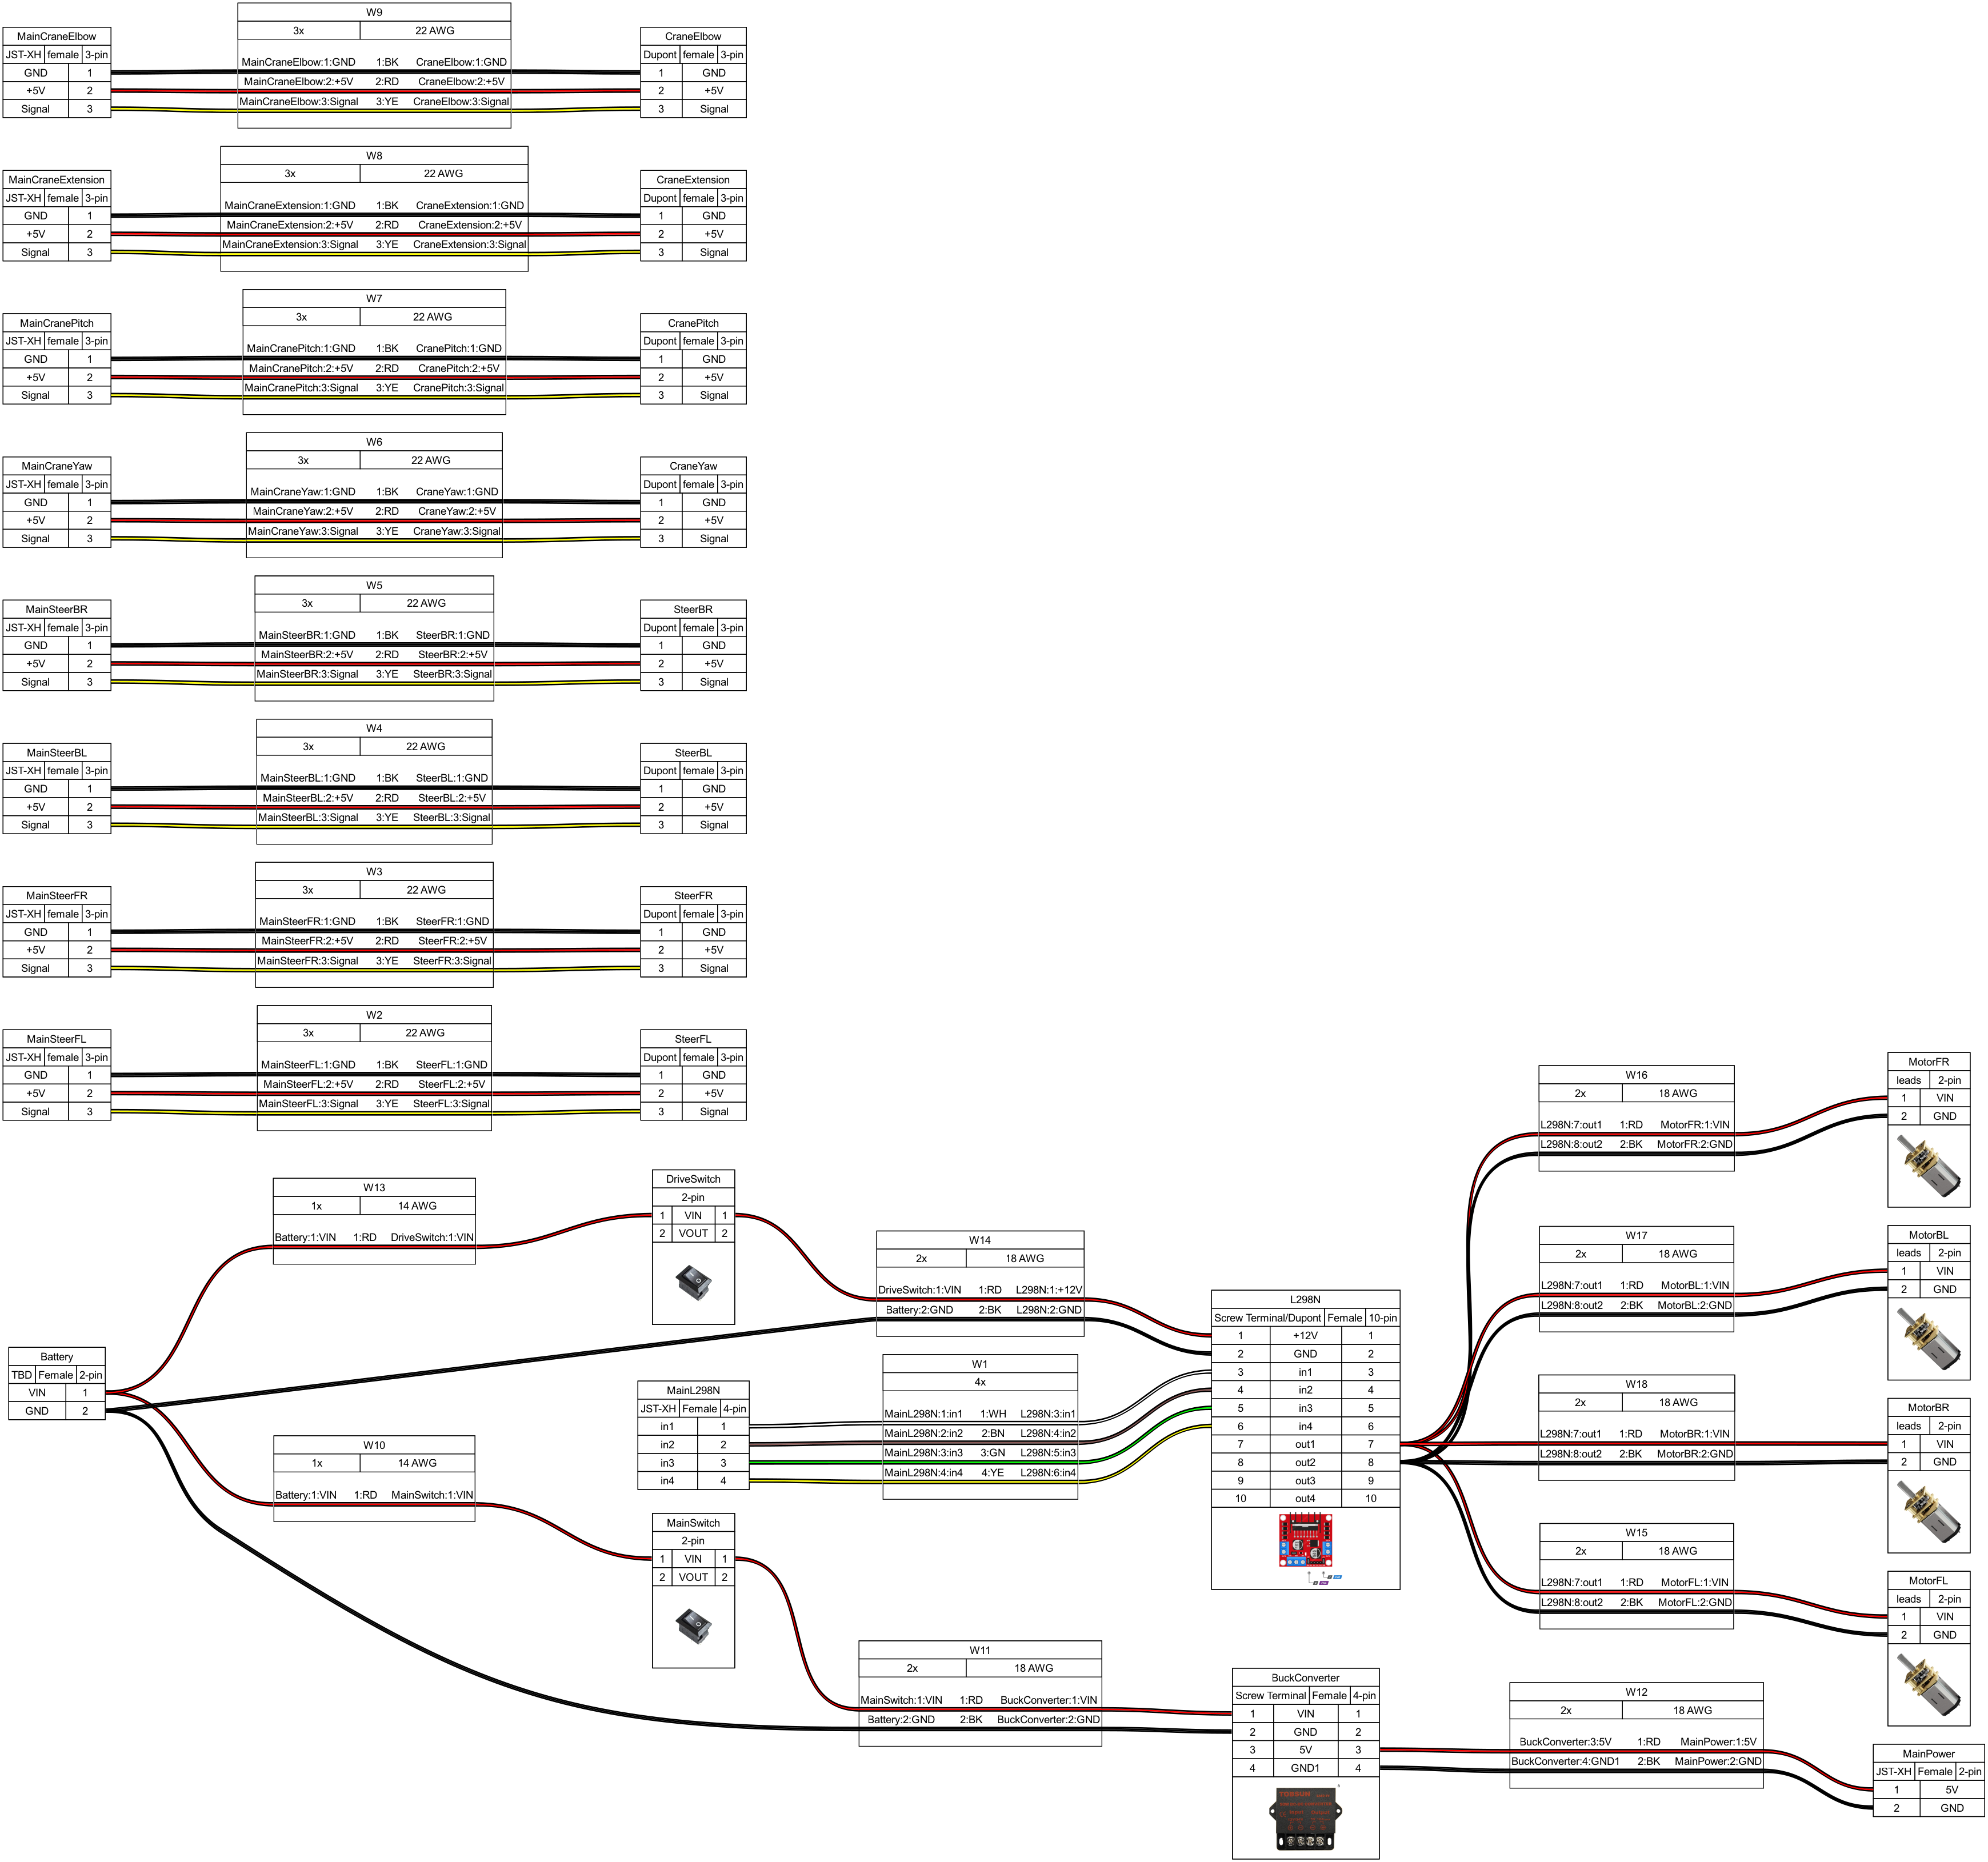 W9
3x 22 AWG
MainCraneElbow
JST-XH female 3-pin
GND 1
+5V 2
Signal 3
MainCraneElbow:1:GND 1:BK CraneElbow:1:GND
MainCraneElbow:2:+5V 2:RD CraneElbow:2:+5V
MainCraneElbow:3:Signal 3:YE CraneElbow:3:Signal
CraneElbow
Dupont female 3-pin
1 GND
2 +5V
3 Signal
W8
3x 22 AWG
MainCraneExtension
JST-XH female 3-pin
GND 1
+5V 2
Signal 3
MainCraneExtension:1:GND 1:BK CraneExtension:1:GND
MainCraneExtension:2:+5V 2:RD CraneExtension:2:+5V
MainCraneExtension:3:Signal 3:YE CraneExtension:3:Signal
CraneExtension
Dupont female 3-pin
1 GND
2 +5V
3 Signal
W7
3x 22 AWG
MainCranePitch
JST-XH female 3-pin
GND 1
+5V 2
Signal 3
MainCranePitch:1:GND 1:BK CranePitch:1:GND
MainCranePitch:2:+5V 2:RD CranePitch:2:+5V
MainCranePitch:3:Signal 3:YE CranePitch:3:Signal
CranePitch
Dupont female 3-pin
1 GND
2 +5V
3 Signal
W6
3x 22 AWG
MainCraneYaw
JST-XH female 3-pin
GND 1
+5V 2
Signal 3
MainCraneYaw:1:GND 1:BK CraneYaw:1:GND
MainCraneYaw:2:+5V 2:RD CraneYaw:2:+5V
MainCraneYaw:3:Signal 3:YE CraneYaw:3:Signal
CraneYaw
Dupont female 3-pin
1 GND
2 +5V
3 Signal
W5
3x 22 AWG
MainSteerBR
JST-XH female 3-pin
GND 1
+5V 2
Signal 3
MainSteerBR:1:GND 1:BK SteerBR:1:GND
MainSteerBR:2:+5V 2:RD SteerBR:2:+5V
MainSteerBR:3:Signal 3:YE SteerBR:3:Signal
SteerBR
Dupont female 3-pin
1 GND
2 +5V
3 Signal
W4
3x 22 AWG
MainSteerBL
JST-XH female 3-pin
GND 1
+5V 2
Signal 3
MainSteerBL:1:GND 1:BK SteerBL:1:GND
MainSteerBL:2:+5V 2:RD SteerBL:2:+5V
MainSteerBL:3:Signal 3:YE SteerBL:3:Signal
SteerBL
Dupont female 3-pin
1 GND
2 +5V
3 Signal
W3
3x 22 AWG
MainSteerFR
JST-XH female 3-pin
GND 1
+5V 2
Signal 3
MainSteerFR:1:GND 1:BK SteerFR:1:GND
MainSteerFR:2:+5V 2:RD SteerFR:2:+5V
MainSteerFR:3:Signal 3:YE SteerFR:3:Signal
SteerFR
Dupont female 3-pin
1 GND
2 +5V
3 Signal
W2
3x 22 AWG
MainSteerFL
JST-XH female 3-pin
GND 1
+5V 2
Signal 3
MainSteerFL:1:GND 1:BK SteerFL:1:GND
MainSteerFL:2:+5V 2:RD SteerFL:2:+5V
MainSteerFL:3:Signal 3:YE SteerFL:3:Signal
SteerFL
Dupont female 3-pin
1 GND
2 +5V
3 Signal
Battery
TBD Female 2-pin
VIN 1
GND 2
W13
1x 14 AWG
Battery:1:VIN 1:RD DriveSwitch:1:VIN
W10
1x 14 AWG
Battery:1:VIN 1:RD MainSwitch:1:VIN
DriveSwitch
2-pin
1 VIN 1
2 VOUT 2
MainL298N
JST-XH Female 4-pin
in1 1
in2 2
in3 3
in4 4
MainSwitch
2-pin
1 VIN 1
2 VOUT 2
W14
2x 18 AWG
DriveSwitch:1:VIN 1:RD L298N:1:+12V
Battery:2:GND 2:BK L298N:2:GND
W1
4x
MainL298N:1:in1 1:WH L298N:3:in1
MainL298N:2:in2 2:BN L298N:4:in2
MainL298N:3:in3 3:GN L298N:5:in3
MainL298N:4:in4 4:YE L298N:6:in4
W11
2x 18 AWG
MainSwitch:1:VIN 1:RD BuckConverter:1:VIN
Battery:2:GND 2:BK BuckConverter:2:GND
L298N
Screw Terminal/Dupont Female 10-pin
1 +12V 1
2 GND 2
3 in1 3
4 in2 4
5 in3 5
6 in4 6
7 out1 7
8 out2 8
9 out3 9
10 out4 10
BuckConverter
Screw Terminal Female 4-pin
1 VIN 1
2 GND 2
3 5V 3
4 GND1 4
W16
2x 18 AWG
L298N:7:out1 1:RD MotorFR:1:VIN
L298N:8:out2 2:BK MotorFR:2:GND
W17
2x 18 AWG
L298N:7:out1 1:RD MotorBL:1:VIN
L298N:8:out2 2:BK MotorBL:2:GND
W18
2x 18 AWG
L298N:7:out1 1:RD MotorBR:1:VIN
L298N:8:out2 2:BK MotorBR:2:GND
W15
2x 18 AWG
L298N:7:out1 1:RD MotorFL:1:VIN
L298N:8:out2 2:BK MotorFL:2:GND
W12
2x 18 AWG
BuckConverter:3:5V 1:RD MainPower:1:5V
BuckConverter:4:GND1 2:BK MainPower:2:GND
MotorFR
leads 2-pin
1 VIN
2 GND
MotorBL
leads 2-pin
1 VIN
2 GND
MotorBR
leads 2-pin
1 VIN
2 GND
MotorFL
leads 2-pin
1 VIN
2 GND
MainPower
JST-XH Female 2-pin
1 5V
2 GND